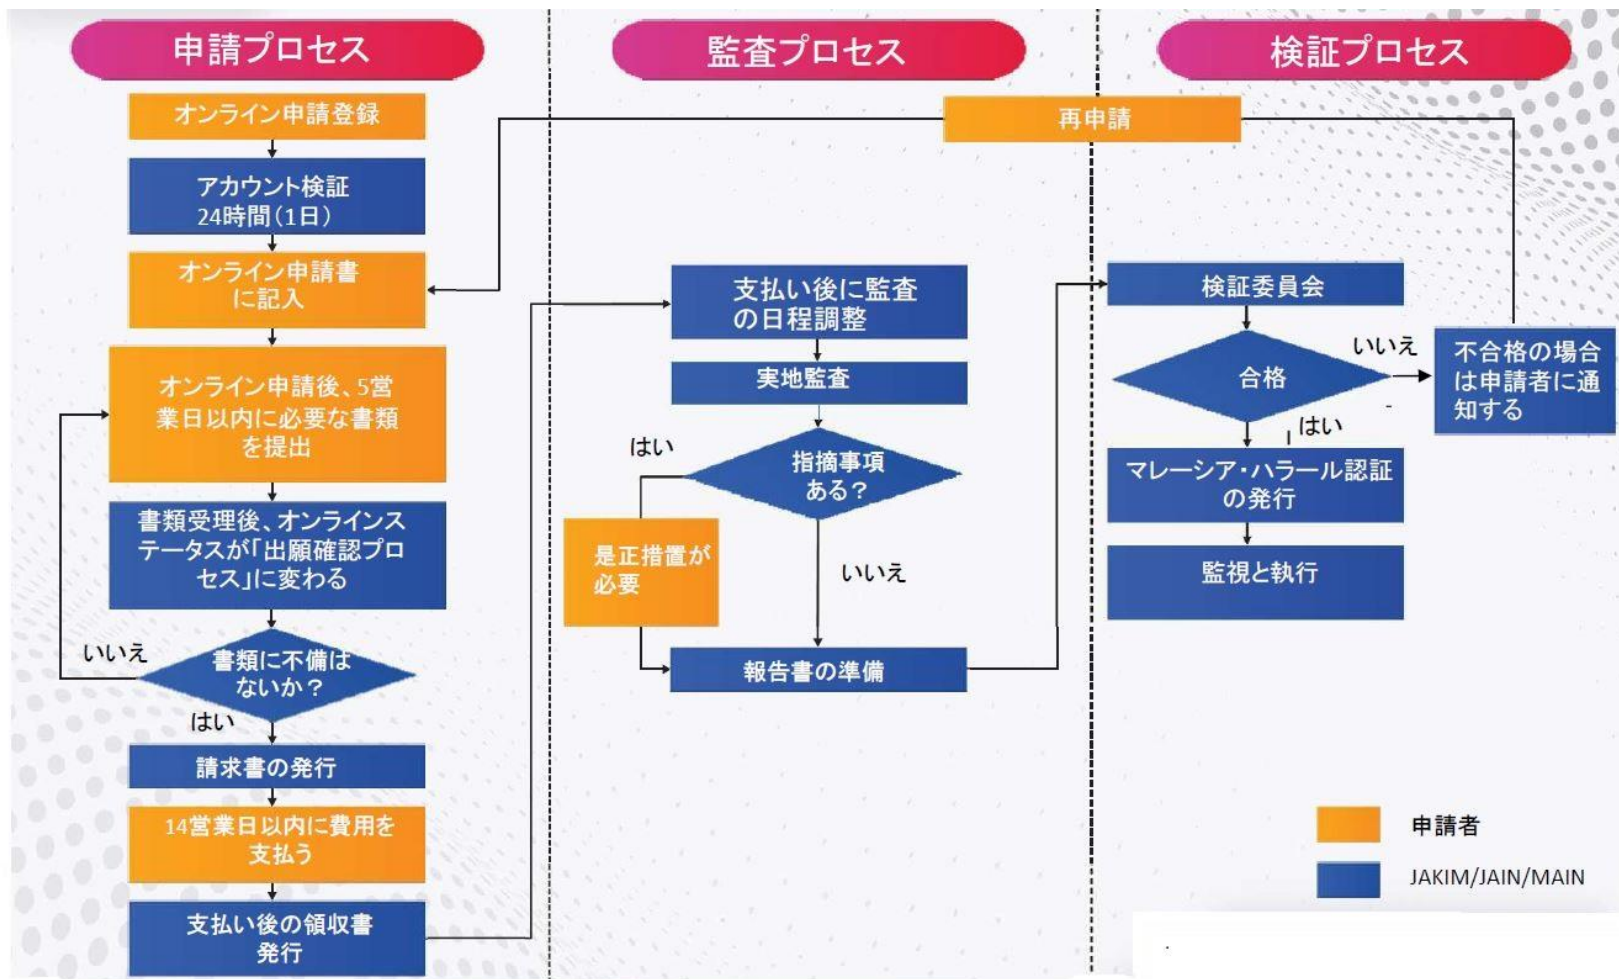 申請プロセス
オンライン申請登録
アカウント検証
24時間(1日)
オンライン申請書
に記入
オンライン申請後、5営
業日以内に必要な書類
を提出
書類受理後、オンラインス
テータスが「出願確認プロ
セス」に変わる
いいえ
書類に不備は
ないか?
はい
請求書の発行
14営業日以内に費用を
支払う
支払い後の領収書
発行
監査プロセス
再申請
支払い後に監査
の日程調整
実地監査
はい
指摘事項
ある?
是正措置が
必要
いいえ
報告書の準備
検証プロセス
検証委員会
合格
いいえ
不合格の場合
は申請者に通
知する
はい
マレーシア・ハラール認証
の発行
監視と執行
申請者
JAKIM/JAIN/MAIN